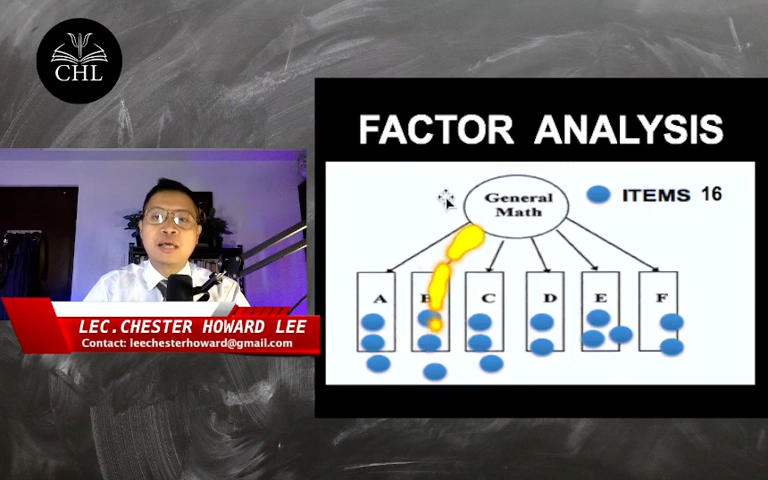 CHL
FACTOR ANALYSIS
General
Math
ITEMS 16
A B C D E F
LEC.CHESTER HOWARD LEE
Contact: leechesterhoward@gmail.com